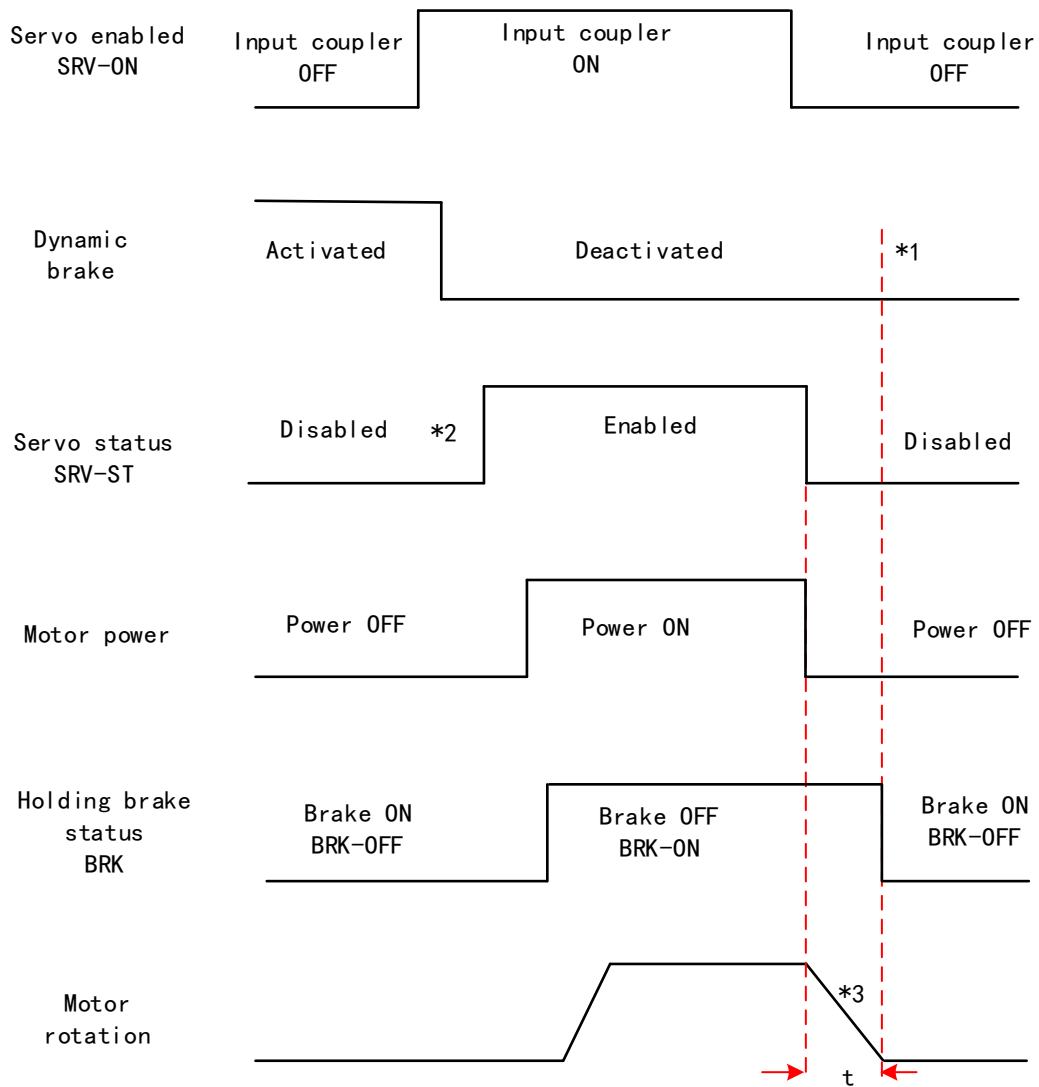 Servo enabled
SRV-ON
Input coupler
OFF
Input coupler
ON
Input coupler
OFF
Dynamic
brake
Activated
Deactivated
*1
Servo status
SRV-ST
Disabled
*2
Enabled
Disabled
Motor power
Power OFF
Power ON
Power OFF
Holding brake
status
BRK
Brake ON
BRK-OFF
Brake OFF
BRK-ON
Brake ON
BRK-OFF
Motor
rotation
*3
t